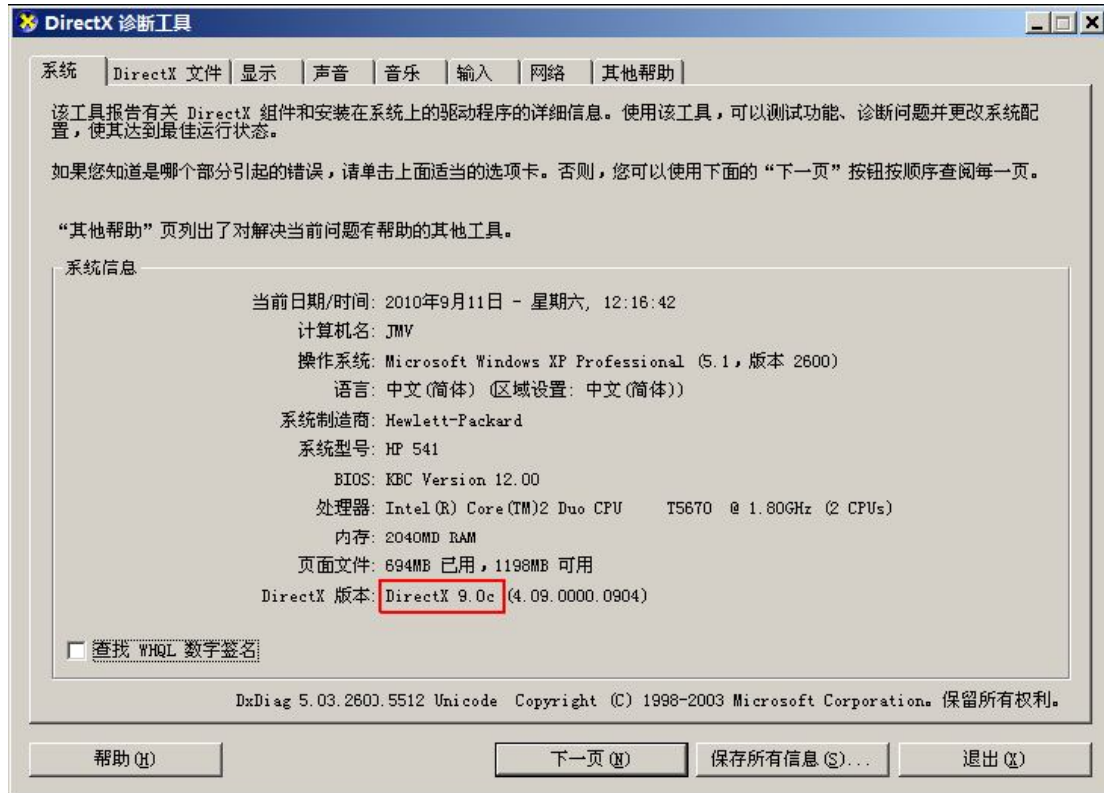 DirectX 诊断工具
系统 DirectX 文件 显示 声音 音乐 输入 网络 其他帮助
该工具报告有关 DirectX 组件和安装在系统上的驱动程序的详细信息。使用该工具，可以测试功能、诊断问题并更改系统配
置，使其达到最佳运行状态。
如果您知道是哪个部分引起的错误，请单击上面适当的选项卡。否则，您可以使用下面的“下一页”按钮按顺序查阅每一页。
“其他帮助”页列出了对解决当前问题有帮助的其他工具。
系统信息
当前日期/时间: 2010年9月11日 - 星期六, 12:16:42
计算机名: JMV
操作系统: Microsoft Windows XP Professional (5.1，版本 2600)
语言: 中文(简体) (区域设置: 中文(简体))
系统制造商: Hewlett-Packard
系统型号: HP 541
BIOS: KBC Version 12.00
处理器: Intel(R) Core(TM)2 Duo CPU T5670 @ 1.80GHz (2 CPUs)
内存: 2040MD RAM
页面文件: 694MB 已用，1198MB 可用
DirectX 版本: DirectX 9.0c (4.09.0000.0904)
查找 WHQL 数字签名
DxDiag 5.03.2600.5512 Unicode Copyright (C) 1998-2003 Microsoft Corporation。保留所有权利。
帮助(H) 下一页(N) 保存所有信息(S)... 退出(X)